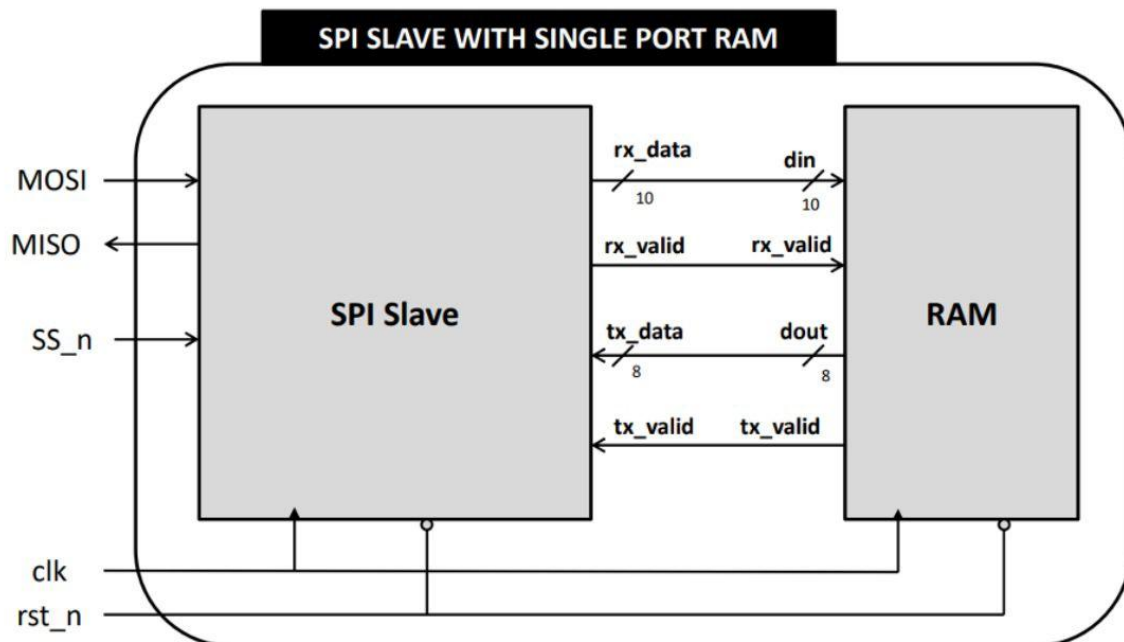 SPI SLAVE WITH SINGLE PORT RAM
MOSI
MISO
SS_n
clk
rst_n
SPI Slave
rx_data
10
din
10
rx_valid
rx_valid
tx_data
8
dout
8
tx_valid
tx_valid
RAM